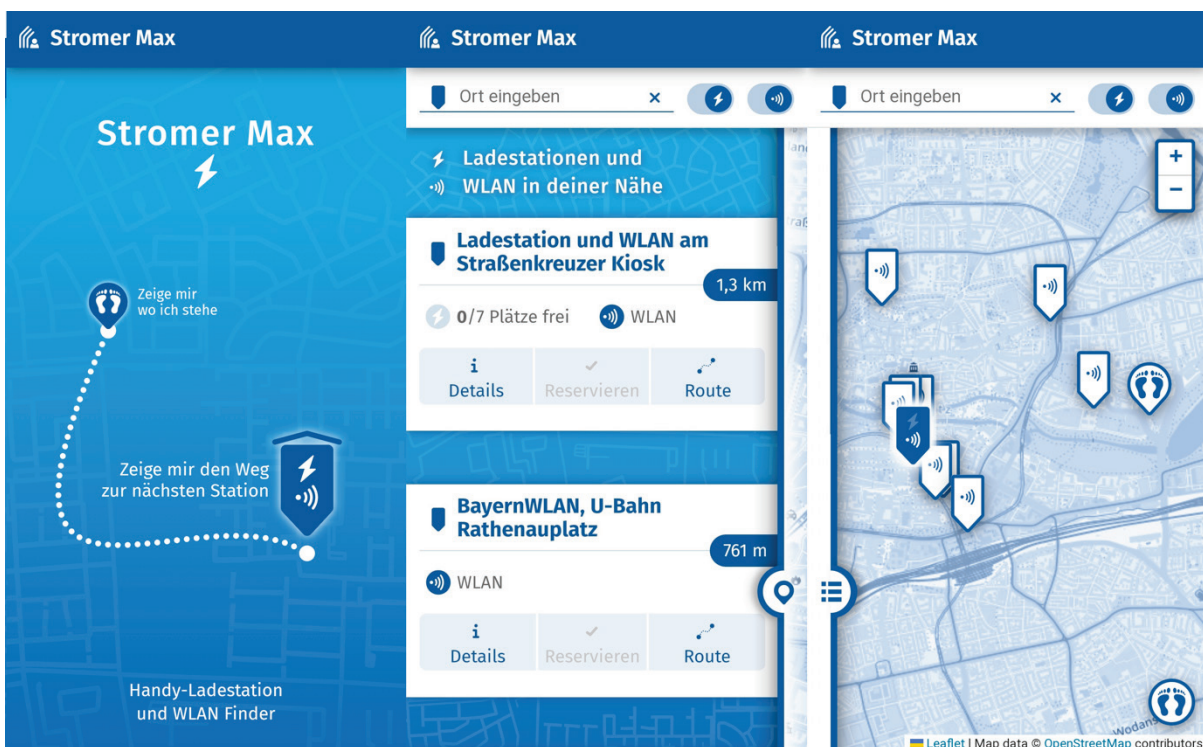 Stromer Max
Stromer Max
Zeige mir
wo ich stehe
Zeige mir den Weg
zur nächsten Station
Handy-Ladestation
und WLAN Finder
Stromer Max
Ort eingeben
Ladestationen und
WLAN in deiner Nähe
Ladestation und WLAN am
Straßenkreuzer Kiosk
1,3 km
0/7 Plätze frei WLAN
Details Reservieren Route
BayernWLAN, U-Bahn
Rathenauplatz
761 m
WLAN
Details Reservieren Route
Stromer Max
Ort eingeben
+
−
Leaflet | Map data © OpenStreetMap contributors